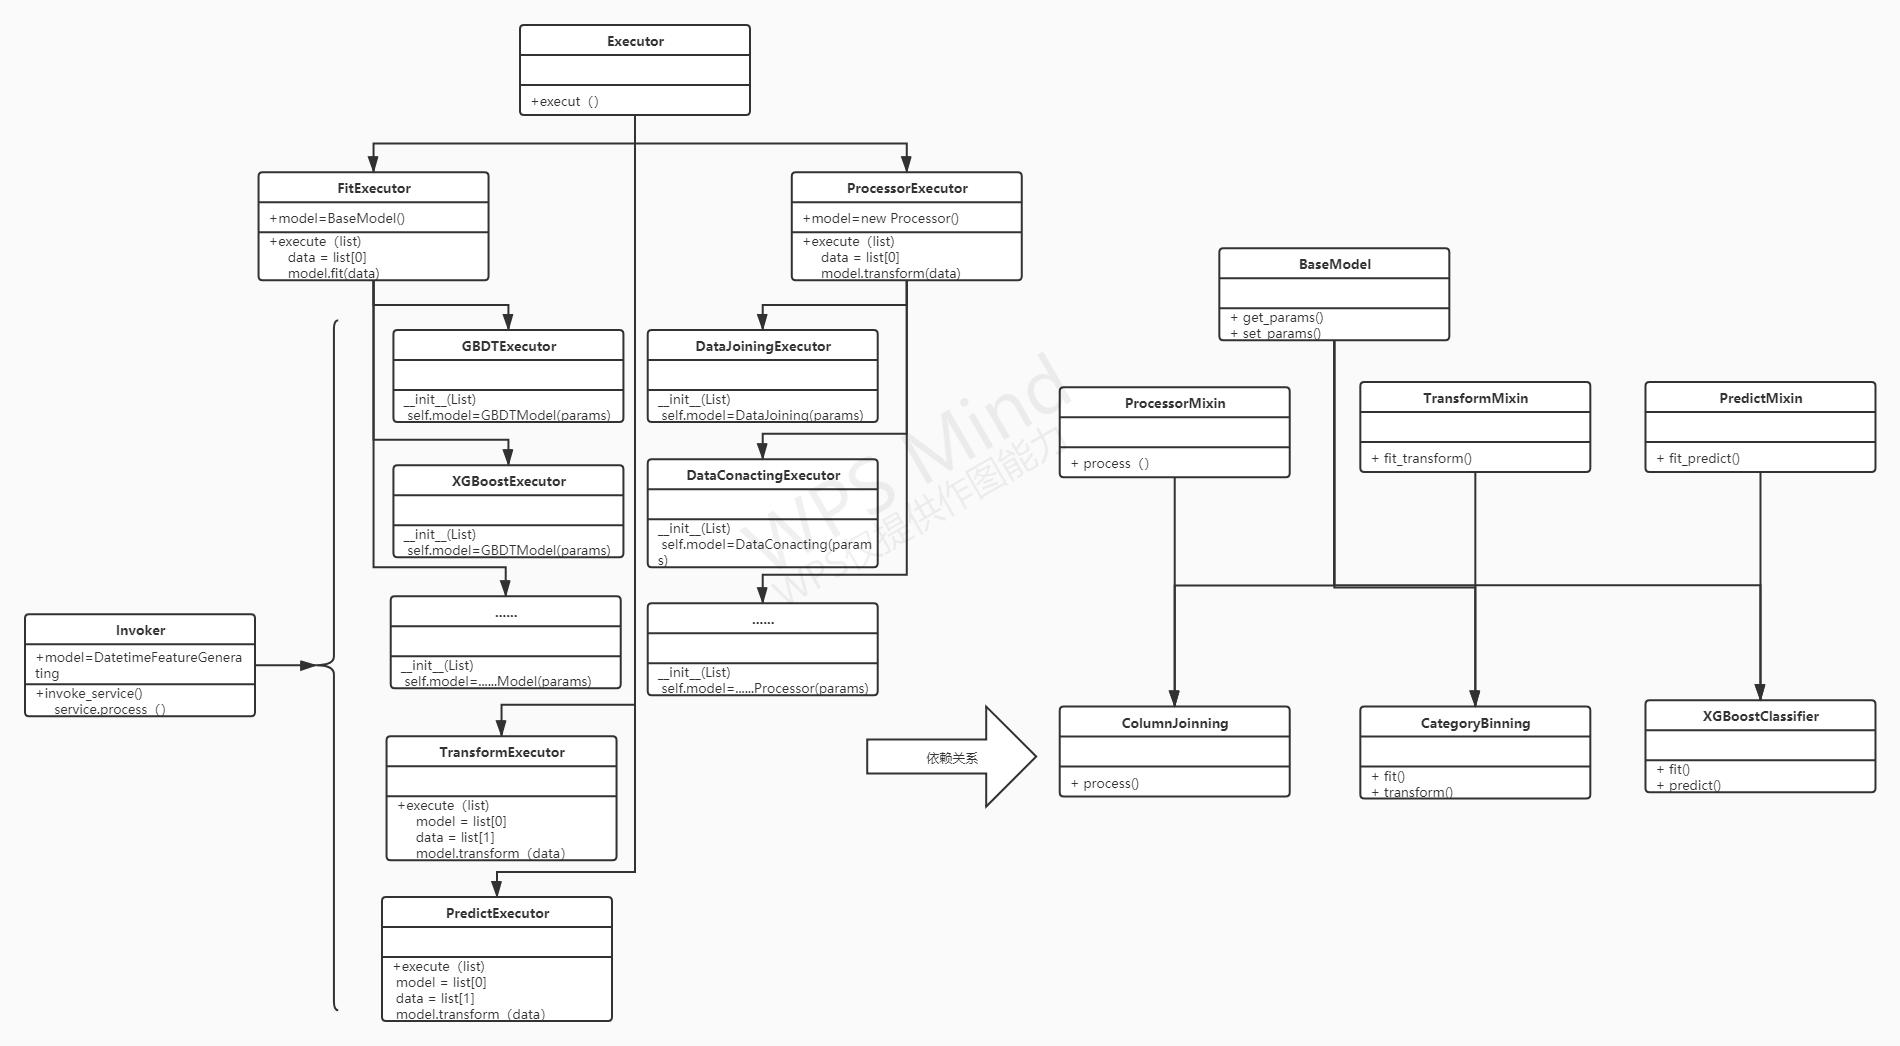 Executor
+execut（）
FitExecutor
+model=BaseModel()
+execute（list)
data = list[0]
model.fit(data)
ProcessorExecutor
+model=new Processor()
+execute（list)
data = list[0]
model.transform(data)
GBDTExecutor
__init__(List)
self.model=GBDTModel(params)
DataJoiningExecutor
__init__(List)
self.model=DataJoining(params)
XGBoostExecutor
__init__(List)
self.model=GBDTModel(params)
DataConactingExecutor
__init__(List)
self.model=DataConacting(param
s)
......
__init__(List)
self.model=......Model(params)
......
__init__(List)
self.model=......Processor(params)
Invoker
+model=DatetimeFeatureGenera
ting
+invoke_service()
service.process（）
TransformExecutor
+execute（list)
model = list[0]
data = list[1]
model.transform（data）
PredictExecutor
+execute（list)
model = list[0]
data = list[1]
model.transform（data）
依赖关系
BaseModel
+ get_params()
+ set_params()
ProcessorMixin
+ process（）
TransformMixin
+ fit_transform()
PredictMixin
+ fit_predict()
ColumnJoinning
+ process()
CategoryBinning
+ fit()
+ transform()
XGBoostClassifier
+ fit()
+ predict()
WPS Mind
WPS仅提供作图能力